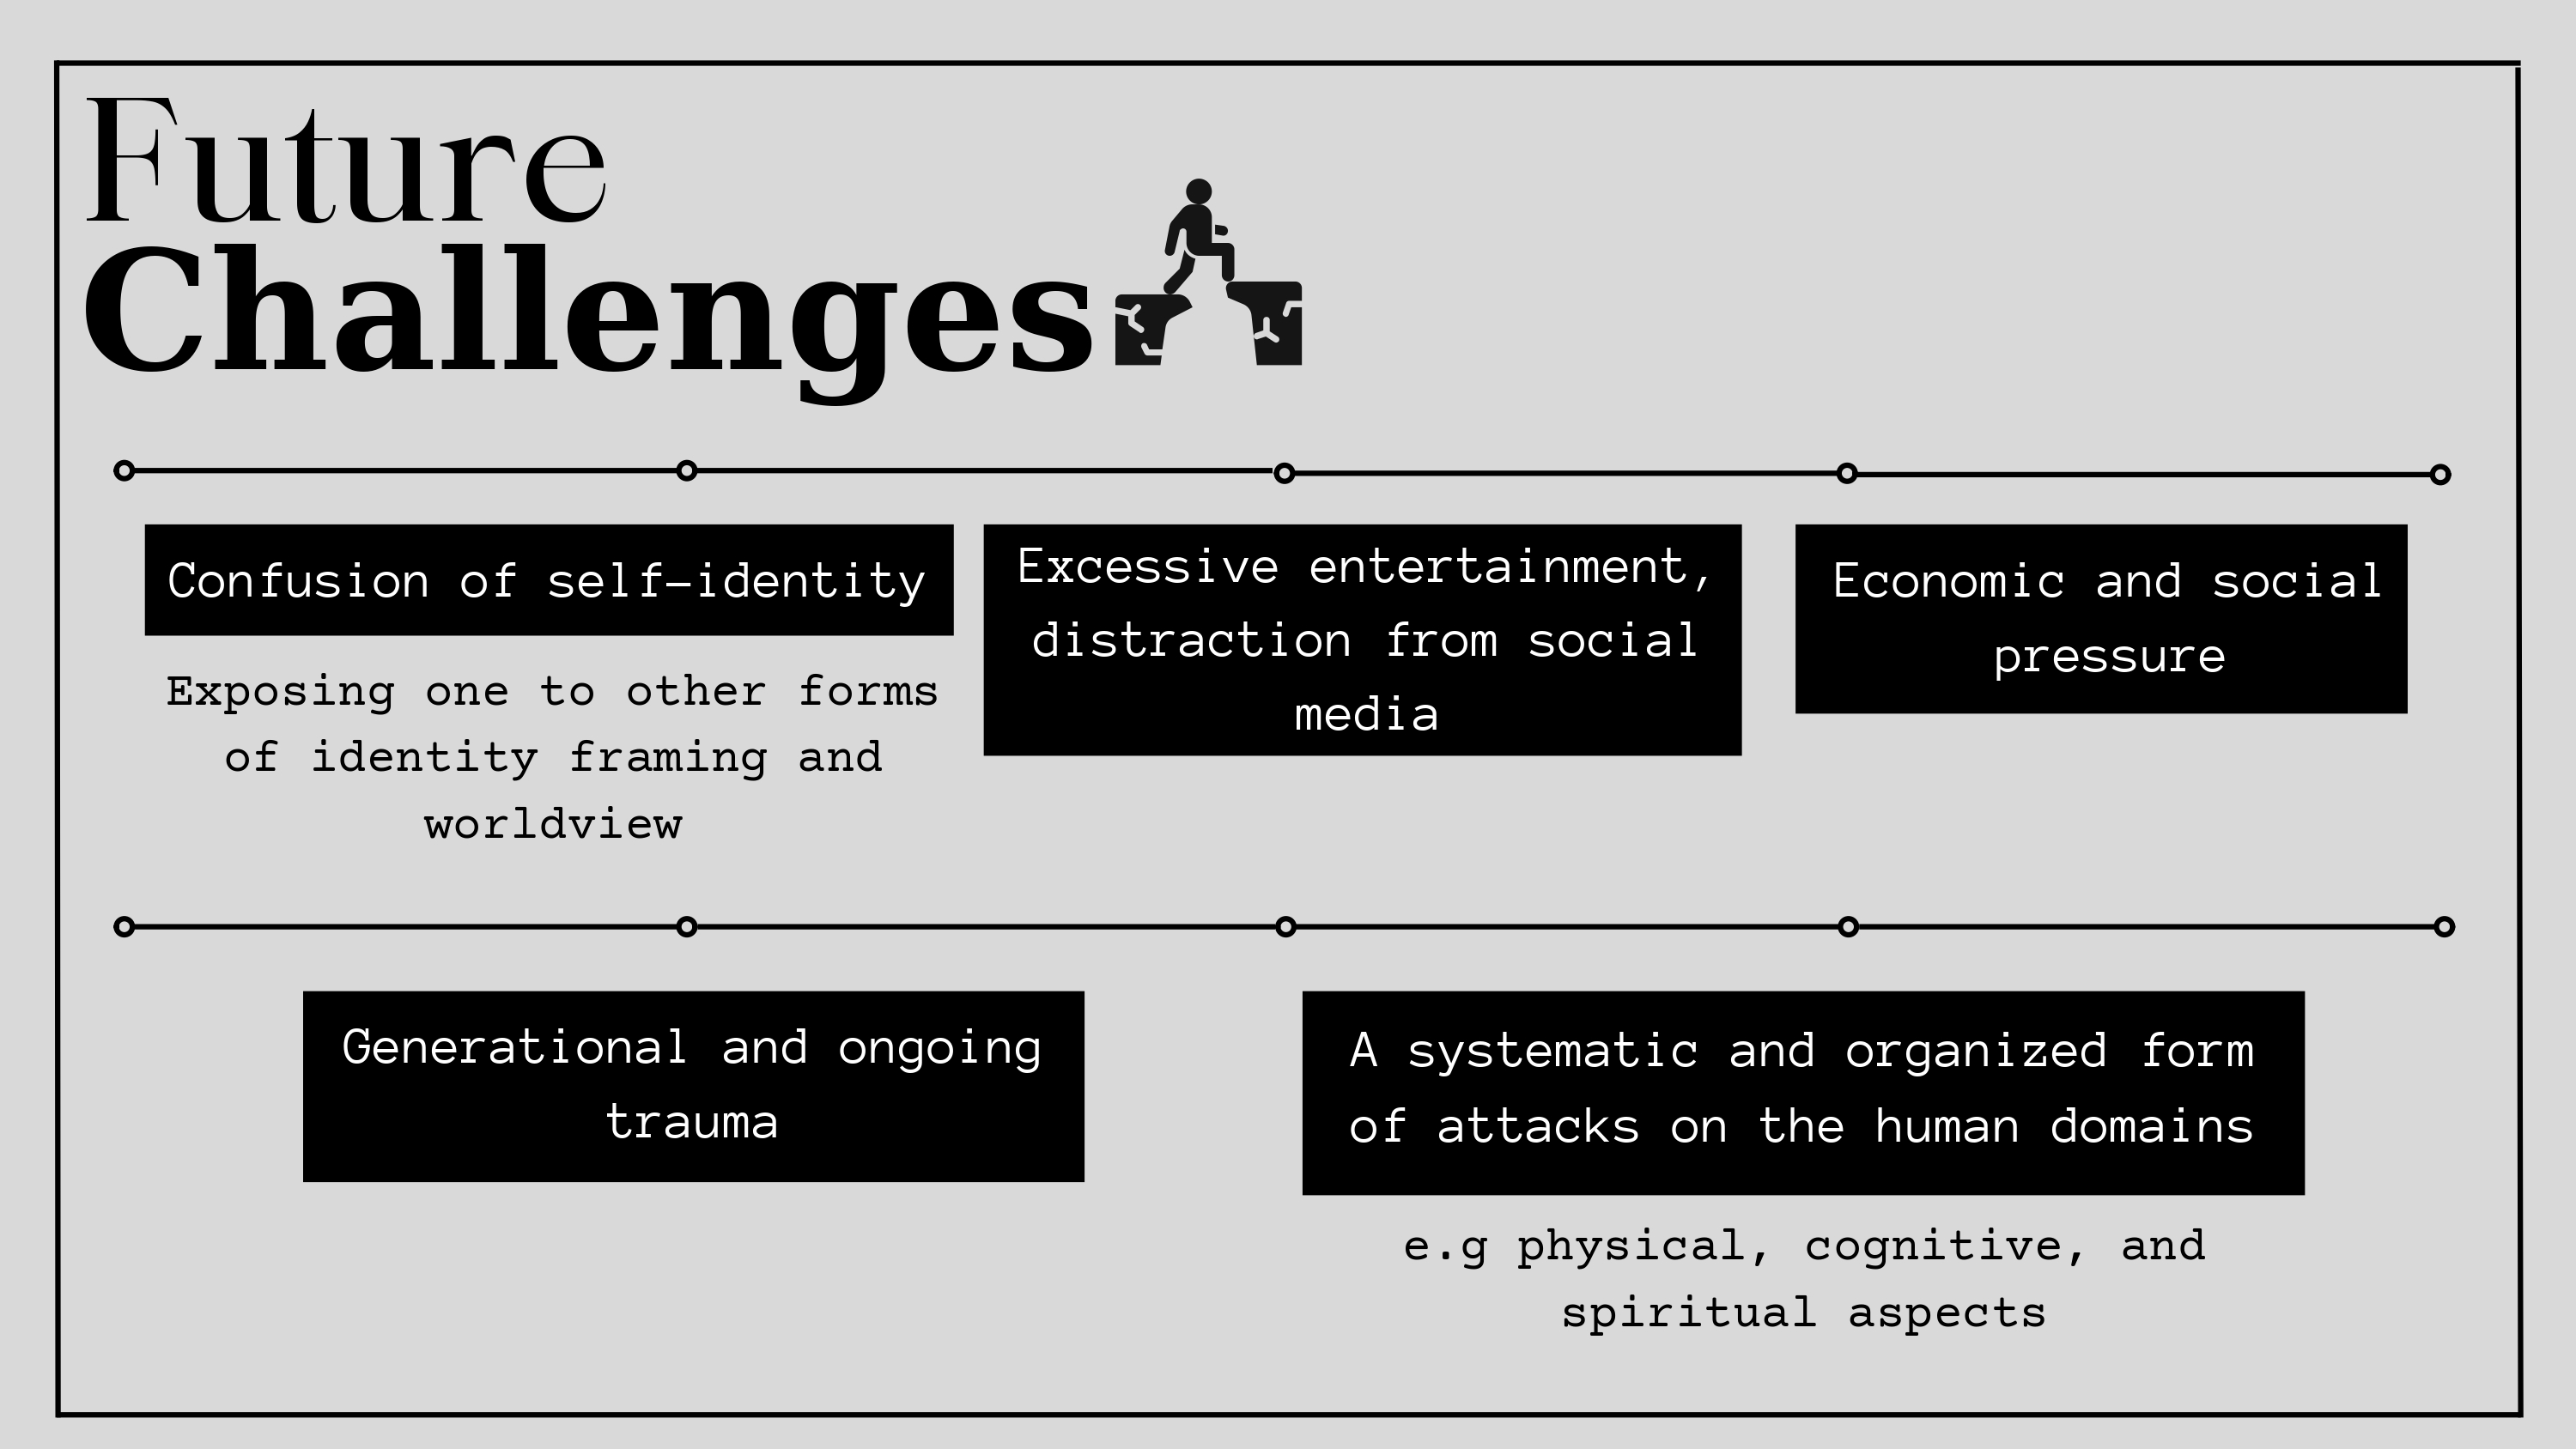 Future
Challenges
Confusion of self-identity
Exposing one to other forms
of identity framing and
worldview
Excessive entertainment,
distraction from social
media
Economic and social
pressure
Generational and ongoing
trauma
A systematic and organized form
of attacks on the human domains
e.g physical, cognitive, and
spiritual aspects